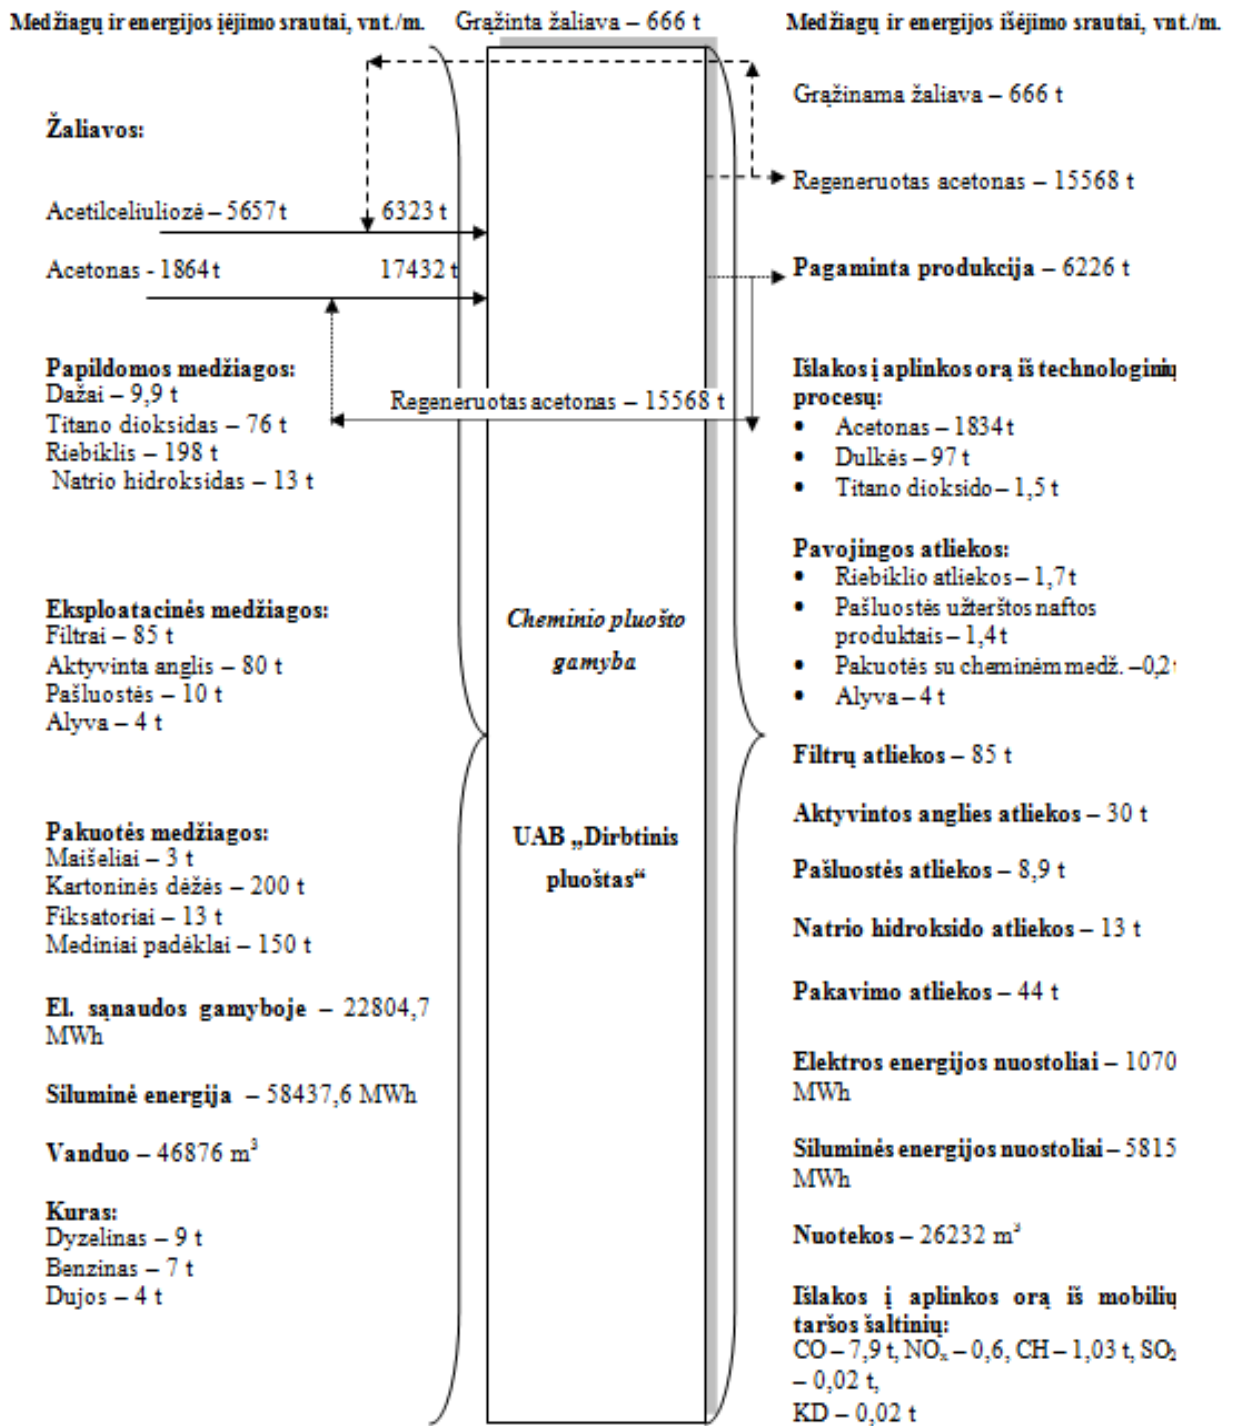 Medžiagų ir energijos įėjimo srautai, vnt./m.
Grąžinta žaliava – 666 t
Medžiagų ir energijos išėjimo srautai, vnt./m.
Žaliavos:
Acetilceliuliozė – 5657 t
6323 t
Acetonas - 1864 t
17432 t
Papildomos medžiagos:
Dažai – 9,9 t
Titano dioksidas – 76 t
Riebiklis – 198 t
Natrio hidroksidas – 13 t
Regeneruotas acetonas – 15568 t
Eksploatacinės medžiagos:
Filtrai – 85 t
Aktyvinta anglis – 80 t
Pašluostės – 10 t
Alyva – 4 t
Pakuotės medžiagos:
Maišeliai – 3 t
Kartoninės dėžės – 200 t
Fiksatoriai – 13 t
Mediniai padėklai – 150 t
El. sąnaudos gamyboje – 22804,7
MWh
Šiluminė energija – 58437,6 MWh
Vanduo – 46876 m³
Kuras:
Dyzelinas – 9 t
Benzinas – 7 t
Dujos – 4 t
Cheminio pluošto
gamyba
UAB „Dirbtinis
pluoštas“
Grąžinama žaliava – 666 t
Regeneruotas acetonas – 15568 t
Pagaminta produkcija – 6226 t
Išlakos į aplinkos orą iš technologinių
procesų:
• Acetonas – 1834 t
• Dulkės – 97 t
• Titano dioksido – 1,5 t
Pavojingos atliekos:
• Riebiklio atliekos – 1,7 t
• Pašluostės užterštos naftos
produktais – 1,4 t
• Pakuotės su cheminėm medž. –0,2 t
• Alyva – 4 t
Filtrų atliekos – 85 t
Aktyvintos anglies atliekos – 30 t
Pašluostės atliekos – 8,9 t
Natrio hidroksido atliekos – 13 t
Pakavimo atliekos – 44 t
Elektros energijos nuostoliai – 1070
MWh
Šiluminės energijos nuostoliai – 5815
MWh
Nuotekos – 26232 m³
Išlakos į aplinkos orą iš mobilių
taršos šaltinių:
CO – 7,9 t, NOₓ – 0,6, CH – 1,03 t, SO₂
– 0,02 t,
KD – 0,02 t